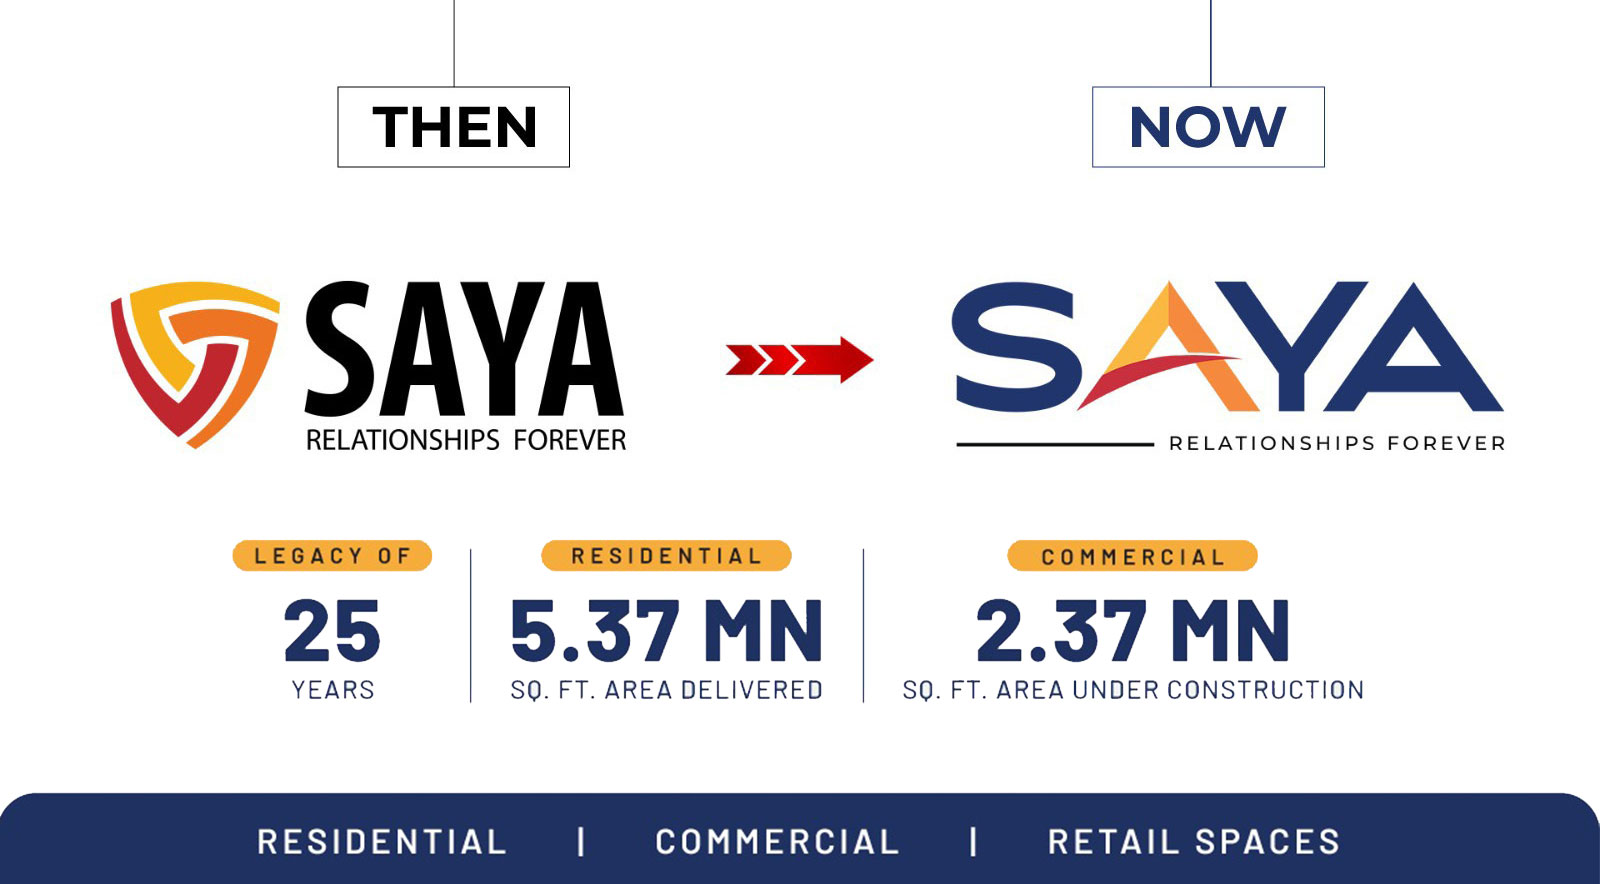 THEN
NOW
SAYA
RELATIONSHIPS FOREVER
SAYA
RELATIONSHIPS FOREVER
LEGACY OF
25
YEARS
RESIDENTIAL
5.37 MN
SQ. FT. AREA DELIVERED
COMMERCIAL
2.37 MN
SQ. FT. AREA UNDER CONSTRUCTION
RESIDENTIAL | COMMERCIAL | RETAIL SPACES